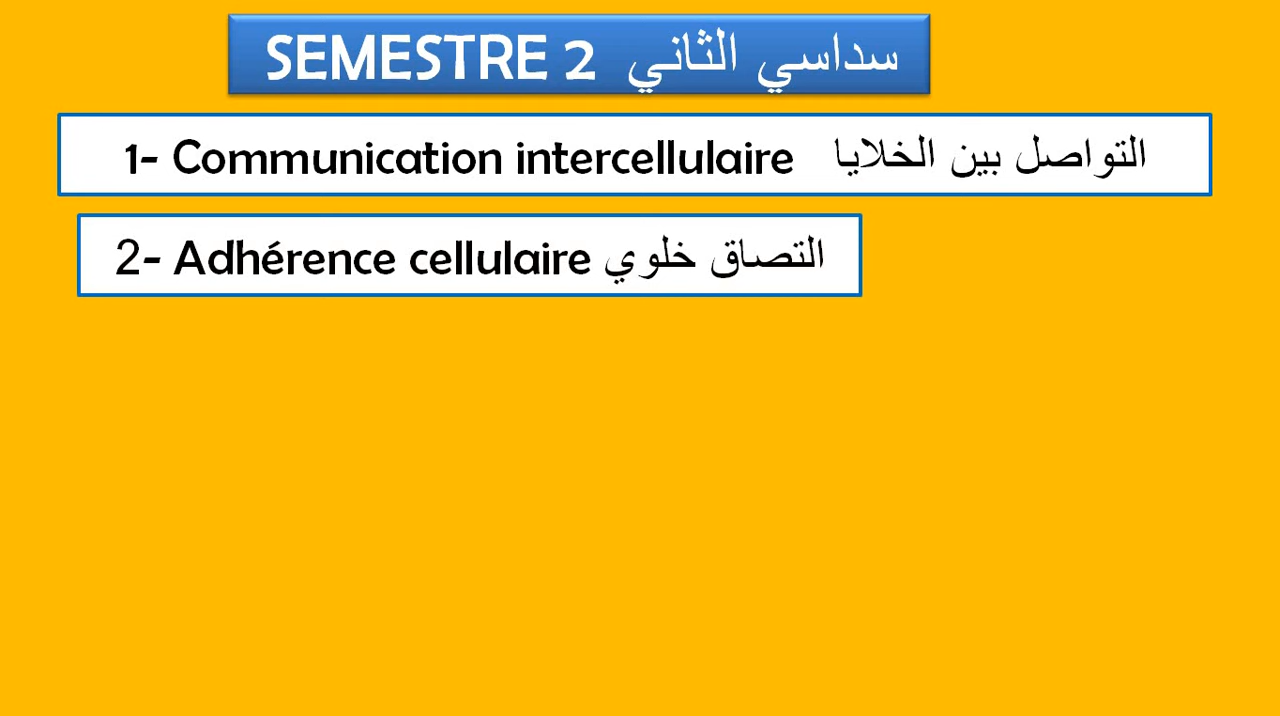 SEMESTRE 2 سداسي الثاني
1- Communication intercellulaire التواصل بين الخلايا
2- Adhérence cellulaire التصاق خلوي